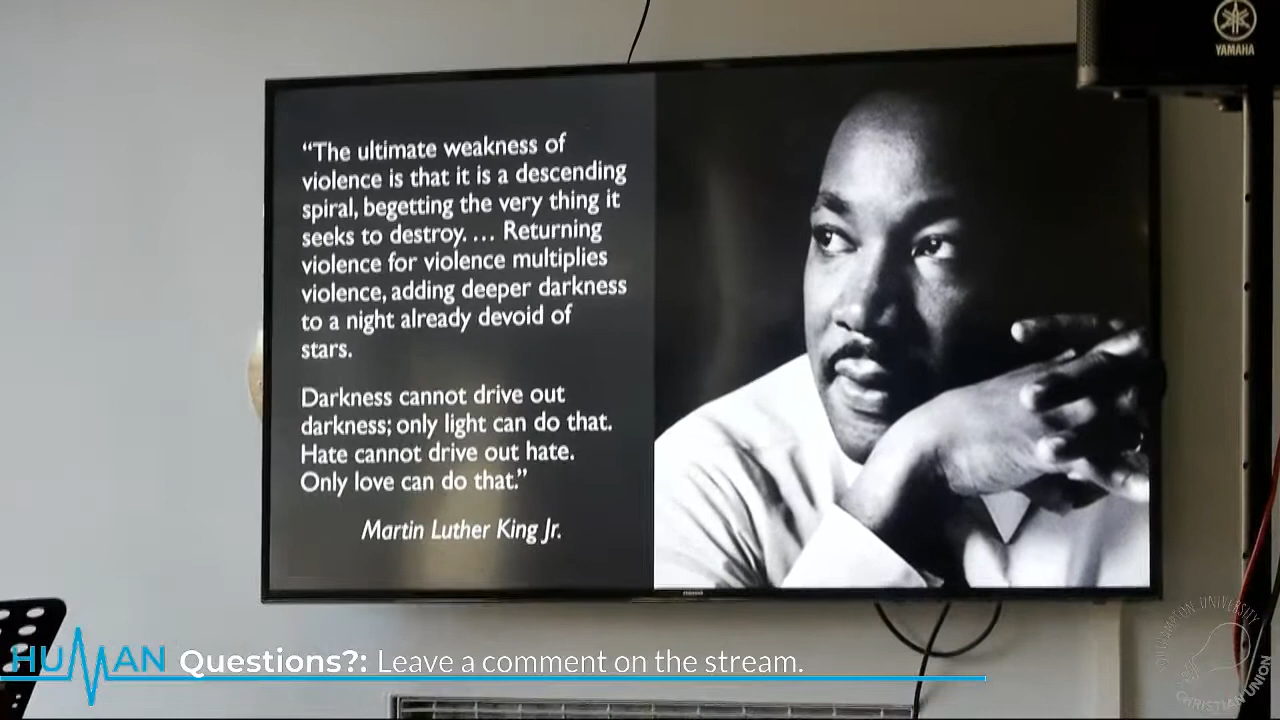 YAMAHA
“The ultimate weakness of
violence is that it is a descending
spiral, begetting the very thing it
seeks to destroy. ... Returning
violence for violence multiplies
violence, adding deeper darkness
to a night already devoid of
stars.
Darkness cannot drive out
darkness; only light can do that.
Hate cannot drive out hate.
Only love can do that.”
Martin Luther King Jr.
HUMAN Questions?: Leave a comment on the stream.
UNIVERSITY
CHRISTIAN UNION